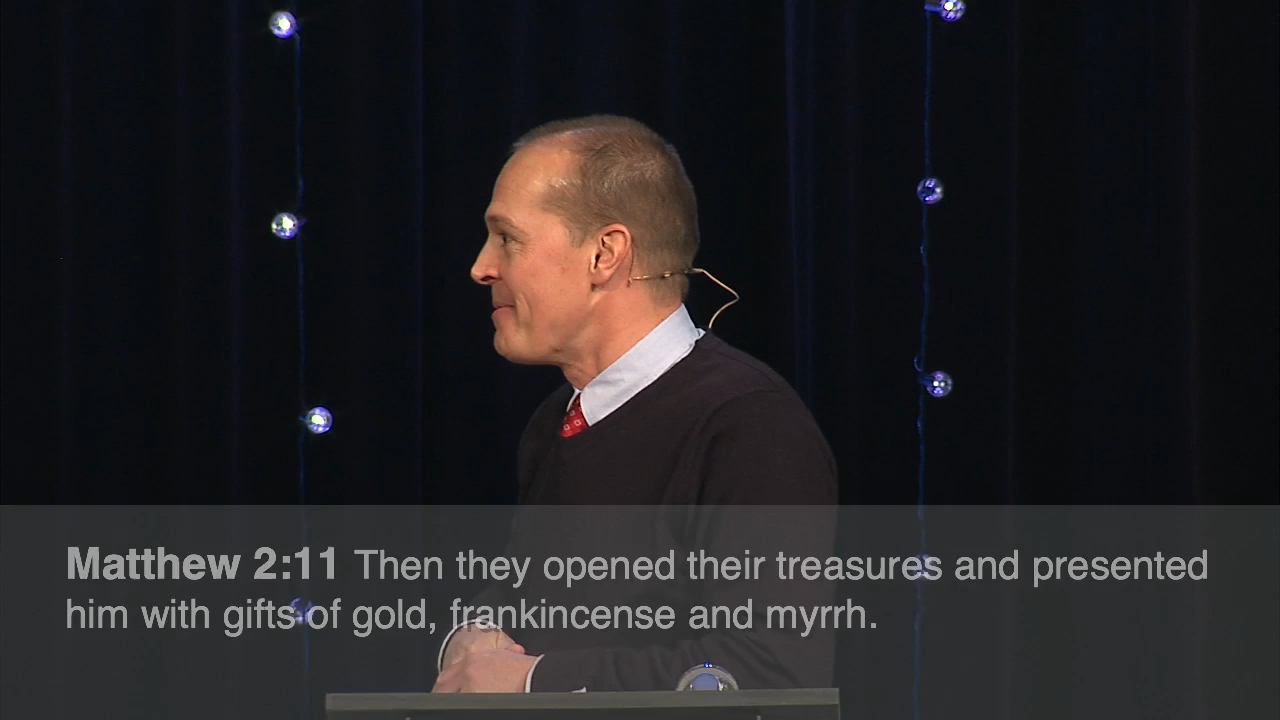 Matthew 2:11 Then they opened their treasures and presented
him with gifts of gold, frankincense and myrrh.